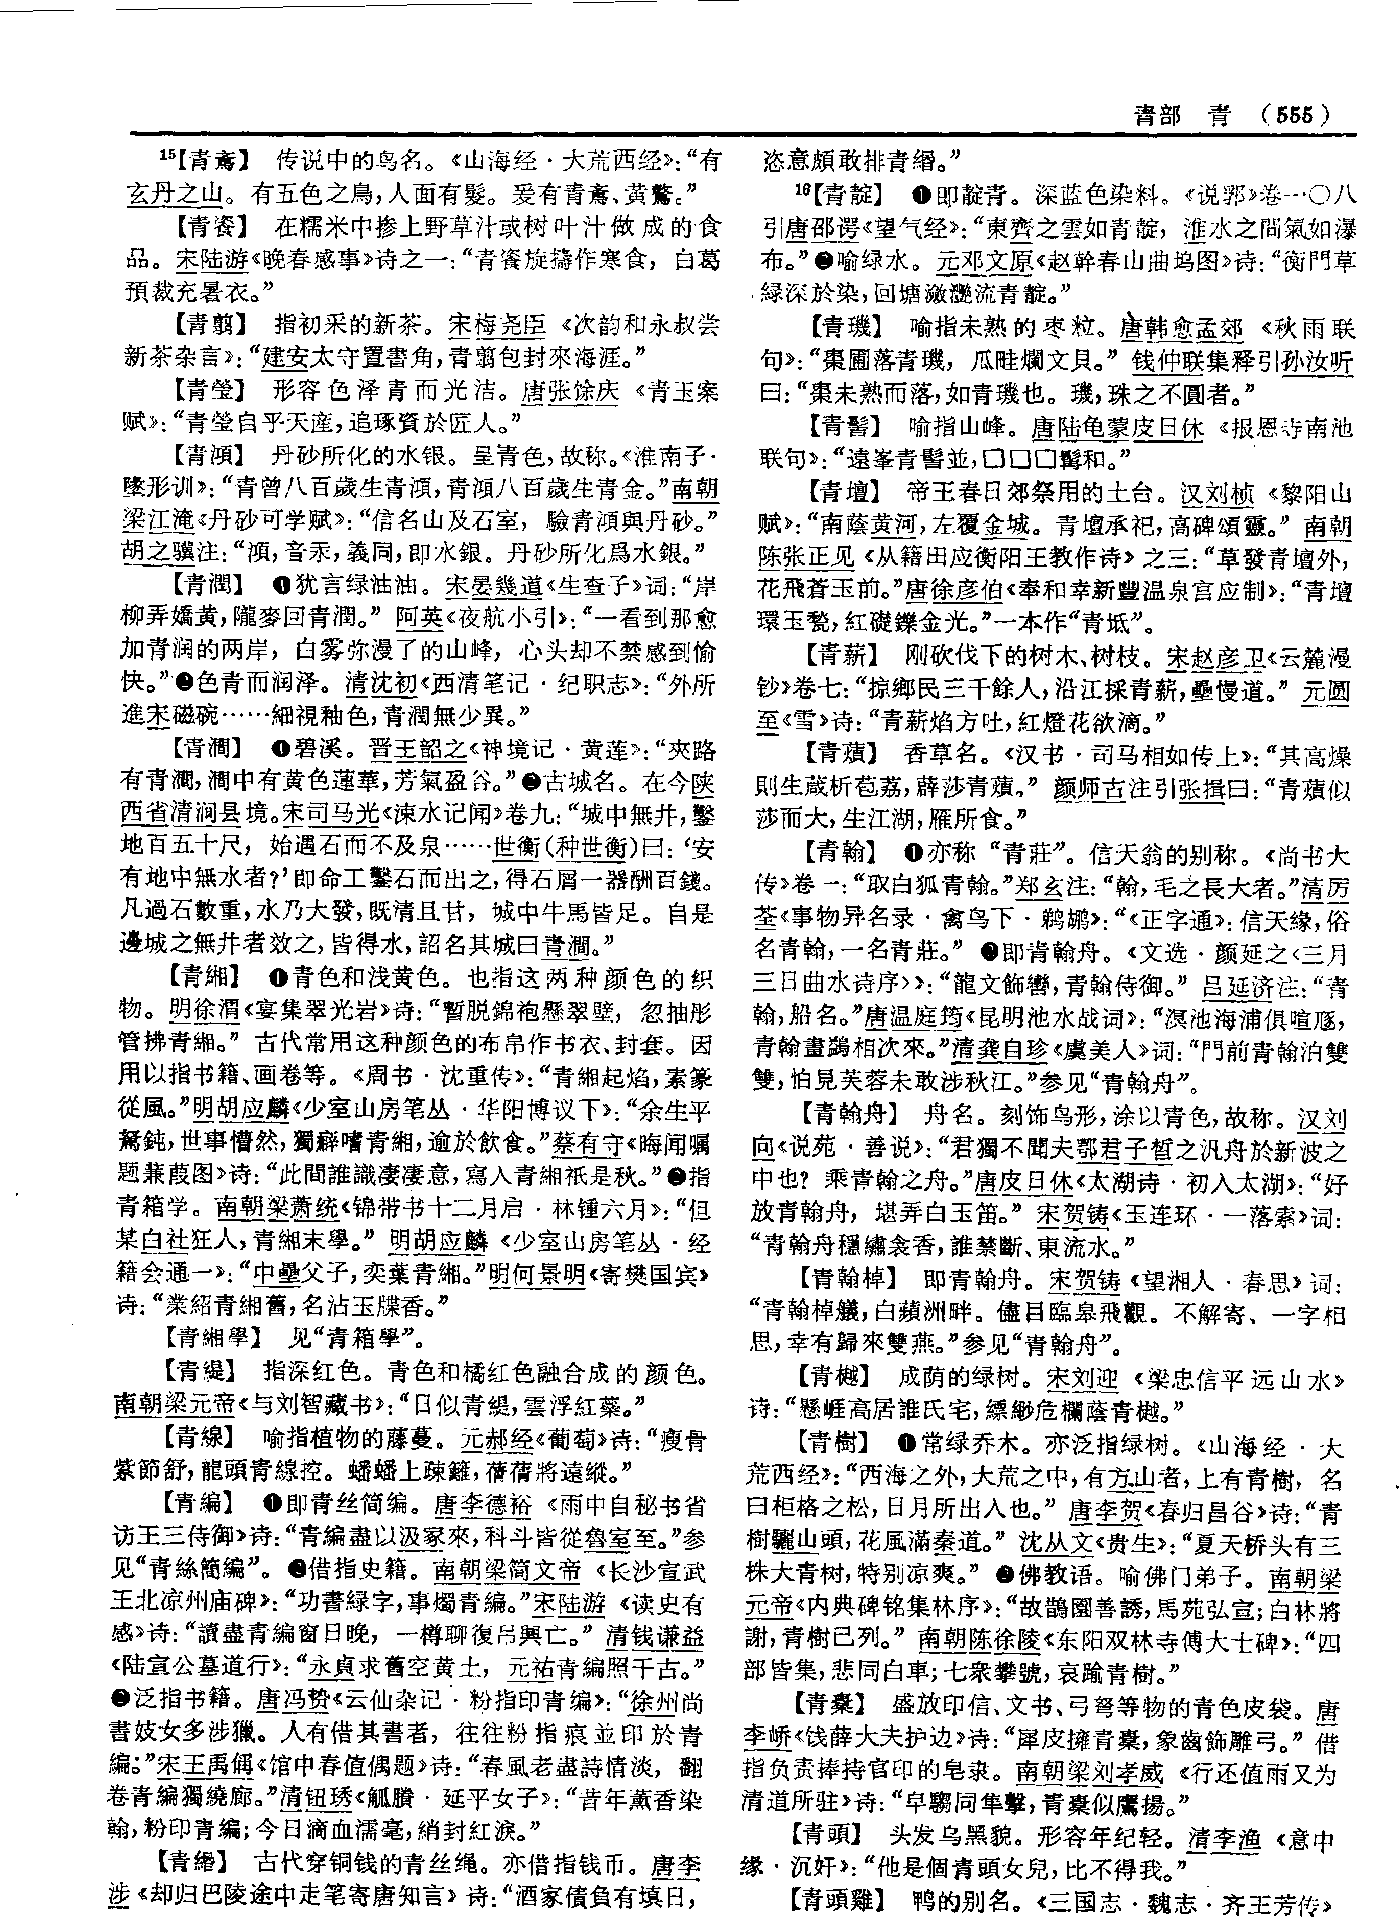 青部　青　（555）
15【青鳶】　传说中的鸟名。《山海经·大荒西经》：“有
玄丹之山。有五色之鳥，人面有髮。爰有青鳶、黄鷔。”
【青餈】　在糯米中掺上野草汁或树叶汁做成的食
品。宋陆游《晚春感事》诗之一：“青餈旋擣作寒食，白葛
預裁充暑衣。”
【青翦】　指初采的新茶。宋梅尧臣《次韵和永叔尝
新茶杂言》：“建安太守置書角，青翦包封來海涯。”
【青瑩】　形容色泽青而光洁。唐张馀庆《青玉案
赋》：“青瑩自乎天産，追琢資於匠人。”
【青澒】　丹砂所化的水银。呈青色，故称。《淮南子·
墬形训》：“青曾八百歲生青澒，青澒八百歲生青金。”南朝
梁江淹《丹砂可学赋》：“信名山及石室，驗青澒與丹砂。”
胡之骥注：“澒，音汞，義同，即水銀。丹砂所化爲水銀。”
【青潤】　❶犹言绿油油。宋晏幾道《生查子》词：“岸
柳弄嬌黄，隴麥回青潤。”阿英《夜航小引》：“一看到那愈
加青润的两岸，白雾弥漫了的山峰，心头却不禁感到愉
快。”❷色青而润泽。清沈初《西清笔记·纪职志》：“外所
進宋磁碗……細視釉色，青潤無少異。”
【青澗】　❶碧溪。晋王韶之《神境记·黄莲》：“夾路
有青澗，澗中有黄色蓮華，芳氣盈谷。”❷古城名。在今陕
西省清涧县境。宋司马光《涑水记闻》卷九：“城中無井，鑿
地百五十尺，始遇石而不及泉……世衡（种世衡）曰：‘安
有地中無水者？’即命工鑿石而出之，得石屑一器酬百錢。
凡過石數重，水乃大發，既清且甘，城中牛馬皆足。自是
邊城之無井者效之，皆得水，詔名其城曰青澗。”
【青緗】　❶青色和浅黄色。也指这两种颜色的织
物。明徐渭《宴集翠光岩》诗：“暫脱錦袍懸翠壁，忽抽彤
管拂青緗。”古代常用这种颜色的布帛作书衣、封套。因
用以指书籍、画卷等。《周书·沈重传》：“青緗起焰，素篆
從風。”明胡应麟《少室山房笔丛·华阳博议下》：“余生平
駑鈍，世事懵然，獨癖嗜青緗，逾於飲食。”蔡有守《晦闻嘱
题蒹葭图》诗：“此間誰識凄凄意，寫入青緗祇是秋。”❷指
青箱学。南朝梁萧统《锦带书十二月启·林锺六月》：“但
某白社狂人，青緗末學。”明胡应麟《少室山房笔丛·经
籍会通一》：“中壘父子，奕葉青緗。”明何景明《寄樊国宾》
诗：“業紹青緗舊，名沾玉牒香。”
【青緗學】　见“青箱學”。
【青緹】　指深红色。青色和橘红色融合成的颜色。
南朝梁元帝《与刘智藏书》：“日似青緹，雲浮紅藥。”
【青線】　喻指植物的藤蔓。元郝经《葡萄》诗：“瘦骨
紫節舒，龍頭青線控。蟠蟠上疎籬，蒨蒨將遠縱。”
【青编】　❶即青丝简编。唐李德裕《雨中自秘书省
访王三侍御》诗：“青編盡以汲冢來，科斗皆從魯室至。”参
见“青絲簡編”。❷借指史籍。南朝梁简文帝《长沙宣武
王北凉州庙碑》：“功書緑字，事燭青編。”宋陆游《读史有
感》诗：“讀盡青編窗日晚，一樽聊復弔興亡。”清钱谦益
《陆宣公墓道行》：“永貞求舊空黄土，元祐青編照千古。”
❸泛指书籍。唐冯贽《云仙杂记·粉指印青编》：“徐州尚
書妓女多涉獵。人有借其書者，往往粉指痕並印於青
編。”宋王禹偁《馆中春值偶题》诗：“春風老盡詩情淡，翻
卷青編獨繞廊。”清钮琇《觚賸·延平女子》：“昔年薰香染
翰，粉印青編；今日滴血濡毫，綃封紅淚。”
【青緡】　古代穿铜钱的青丝绳。亦借指钱币。唐李
涉《却归巴陵途中走笔寄唐知言》诗：“酒家債負有填日，
恣意頗敢排青緡。”
16【青靛】　❶即靛青。深蓝色染料。《说郛》卷一〇八
引唐邵谔《望气经》：“東齊之雲如青靛，淮水之間氣如瀑
布。”❷喻绿水。元邓文原《赵幹春山曲坞图》诗：“衡門草
緑深於染，回塘瀲灔流青靛。”
【青璣】　喻指未熟的枣粒。唐韩愈孟郊《秋雨联
句》：“棗圃落青璣，瓜畦爛文貝。”钱仲联集释引孙汝听
曰：“棗未熟而落，如青璣也。璣，珠之不圓者。”
【青髻】　喻指山峰。唐陆龟蒙皮日休《报恩寺南池
联句》：“遠峯青髻並，□□□髯和。”
【青壇】　帝王春日郊祭用的土台。汉刘桢《黎阳山
赋》：“南蔭黄河，左覆金城。青壇承祀，高碑頌靈。”南朝
陈张正见《从籍田应衡阳王教作诗》之三：“草發青壇外，
花飛蒼玉前。”唐徐彦伯《奉和幸新豐温泉宫应制》：“青壇
環玉甃，紅礎鑠金光。”一本作“青坻”。
【青薪】　刚砍伐下的树木、树枝。宋赵彦卫《云麓漫
钞》卷七：“掠鄉民三千餘人，沿江採青薪，壘慢道。”元圆
至《雪》诗：“青薪焰方吐，紅燈花欲滴。”
【青薠】　香草名。《汉书·司马相如传上》：“其高燥
則生葴析苞荔，薜莎青薠。”颜师古注引张揖曰：“青薠似
莎而大，生江湖，雁所食。”
【青翰】　❶亦称“青莊”。信天翁的别称。《尚书大
传》卷一：“取白狐青翰。”郑玄注：“翰，毛之長大者。”清厉
荃《事物异名录·禽鸟下·鹈鹕》：“《正字通》：信天緣，俗
名青翰，一名青莊。”❷即青翰舟。《文选·颜延之〈三月
三日曲水诗序〉》：“龍文飾轡，青翰侍御。”吕延济注：“青
翰，船名。”唐温庭筠《昆明池水战词》：“溟池海浦俱喧豗，
青翰畫鷁相次來。”清龚自珍《虞美人》词：“門前青翰泊雙
雙，怕見芙蓉未敢涉秋江。”参见“青翰舟”。
【青翰舟】　舟名。刻饰鸟形，涂以青色，故称。汉刘
向《说苑·善说》：“君獨不聞夫鄂君子晳之汎舟於新波之
中也？乘青翰之舟。”唐皮日休《太湖诗·初入太湖》：“好
放青翰舟，堪弄白玉笛。”宋贺铸《玉连环·一落索》词：
“青翰舟穩繡衾香，誰禁斷、東流水。”
【青翰棹】　即青翰舟。宋贺铸《望湘人·春思》词：
“青翰棹艤，白蘋洲畔。儘目臨皋飛觀。不解寄、一字相
思，幸有歸來雙燕。”参见“青翰舟”。
【青樾】　成荫的绿树。宋刘迎《梁忠信平远山水》
诗：“懸崕高居誰氏宅，縹緲危欄蔭青樾。”
【青樹】　❶常绿乔木。亦泛指绿树。《山海经·大
荒西经》：“西海之外，大荒之中，有方山者，上有青樹，名
曰柜格之松，日月所出入也。”唐李贺《春归昌谷》诗：“青
樹驪山頭，花風滿秦道。”沈从文《贵生》：“夏天桥头有三
株大青树，特别凉爽。”❷佛教语。喻佛门弟子。南朝梁
元帝《内典碑铭集林序》：“故鵲園善誘，馬苑弘宣；白林將
謝，青樹已列。”南朝陈徐陵《东阳双林寺傅大士碑》：“四
部皆集，悲同白車；七衆攀號，哀踰青樹。”
【青橐】　盛放印信、文书、弓弩等物的青色皮袋。唐
李峤《饯薛大夫护边》诗：“犀皮擁青橐，象齒飾雕弓。”借
指负责捧持官印的皂隶。南朝梁刘孝威《行还值雨又为
清道所驻》诗：“皁騶同隼擊，青橐似鷹揚。”
【青頭】　头发乌黑貌。形容年纪轻。清李渔《意中
缘·沉奸》：“他是個青頭女兒，比不得我。”
【青頭雞】　鸭的别名。《三国志·魏志·齐王芳传》